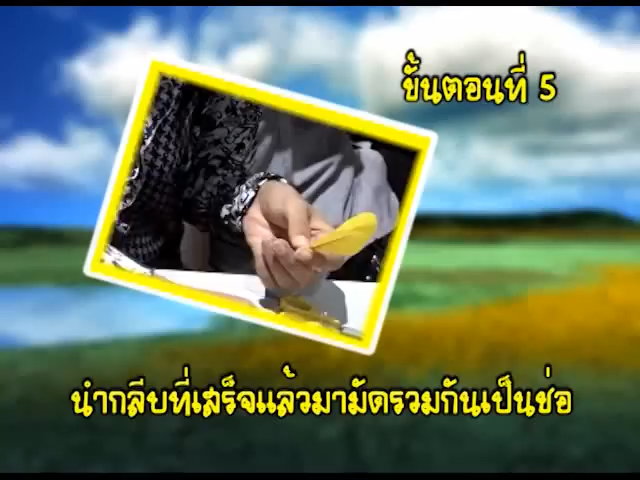 ขั้นตอนที่ 5
นำกลีบที่เสร็จแล้วมามัดรวมกันเป็นช่อ